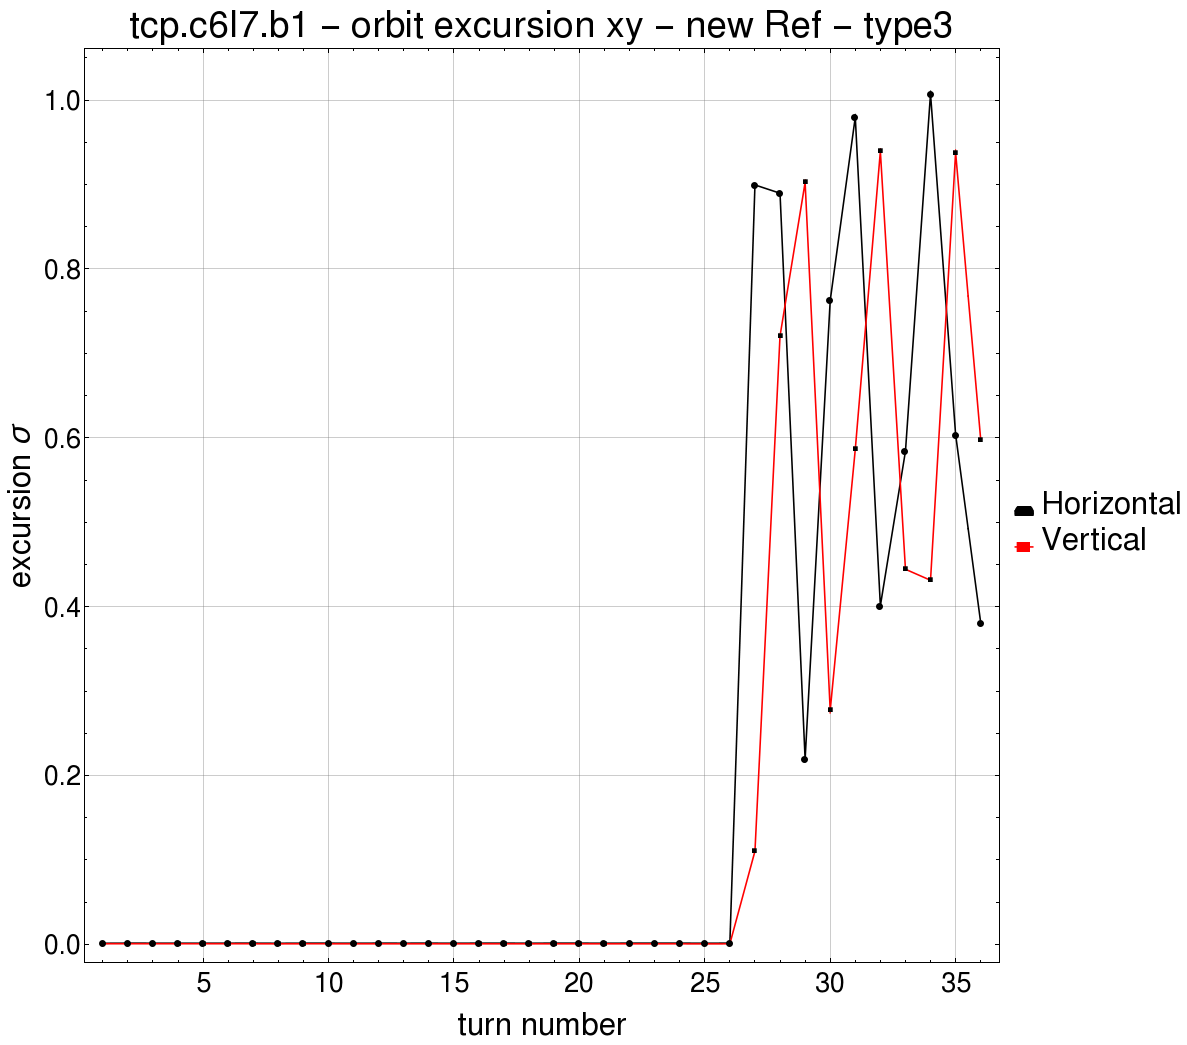 tcp.c6l7.b1 − orbit excursion xy − new Ref − type3
1.0
0.8
0.6
0.4
0.2
0.0
excursion σ
5 10 15 20 25 30 35
turn number
Horizontal
Vertical